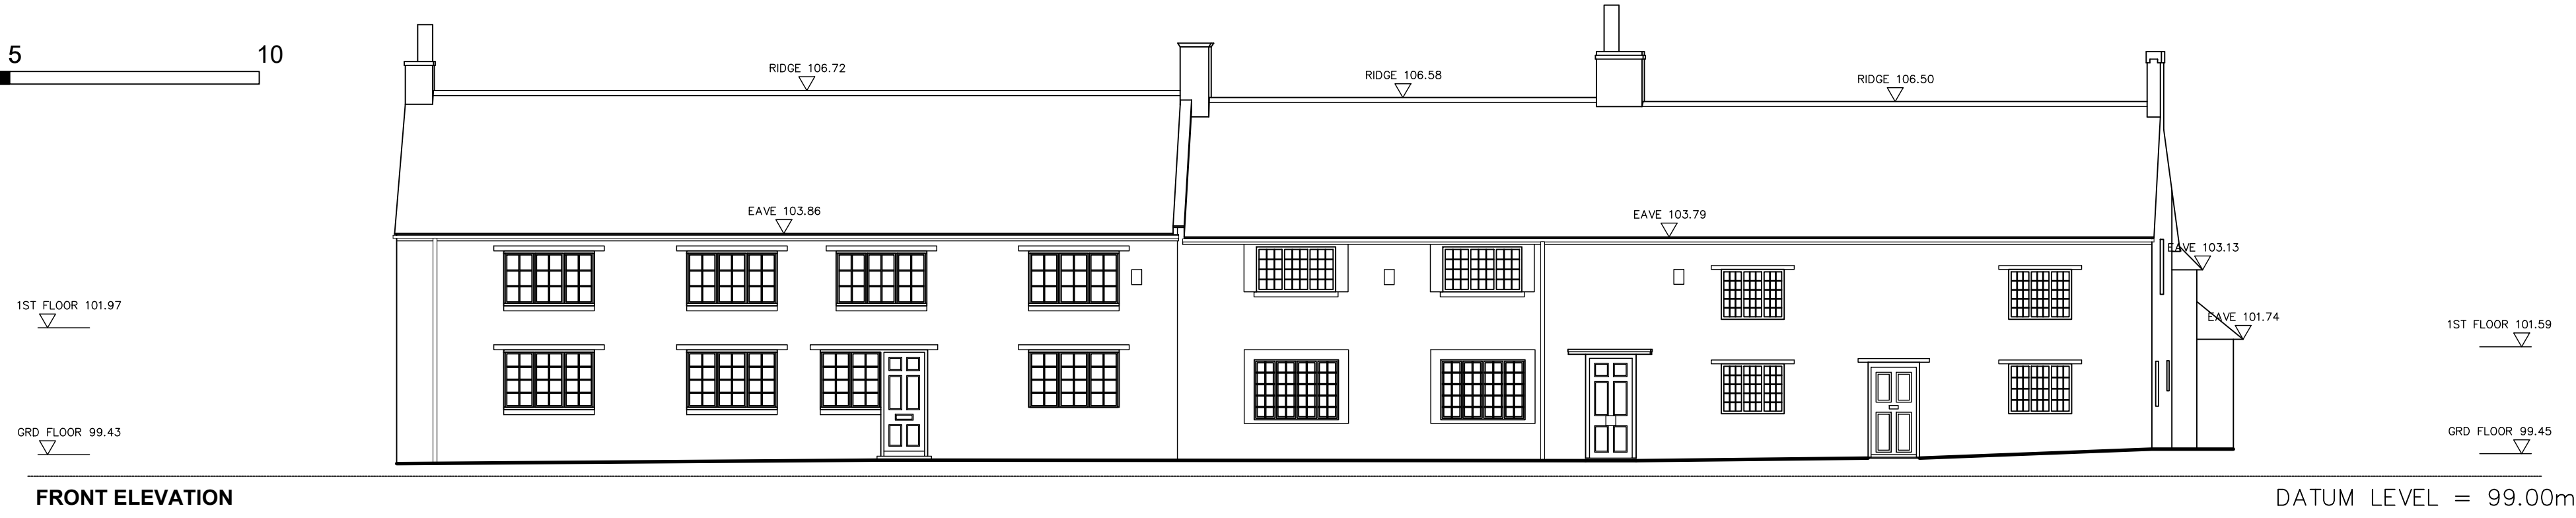 5 10
RIDGE 106.72
RIDGE 106.58
RIDGE 106.50
EAVE 103.86
EAVE 103.79
EAVE 103.13
EAVE 101.74
1ST FLOOR 101.97
1ST FLOOR 101.59
GRD FLOOR 99.43
GRD FLOOR 99.45
FRONT ELEVATION
DATUM LEVEL = 99.00m